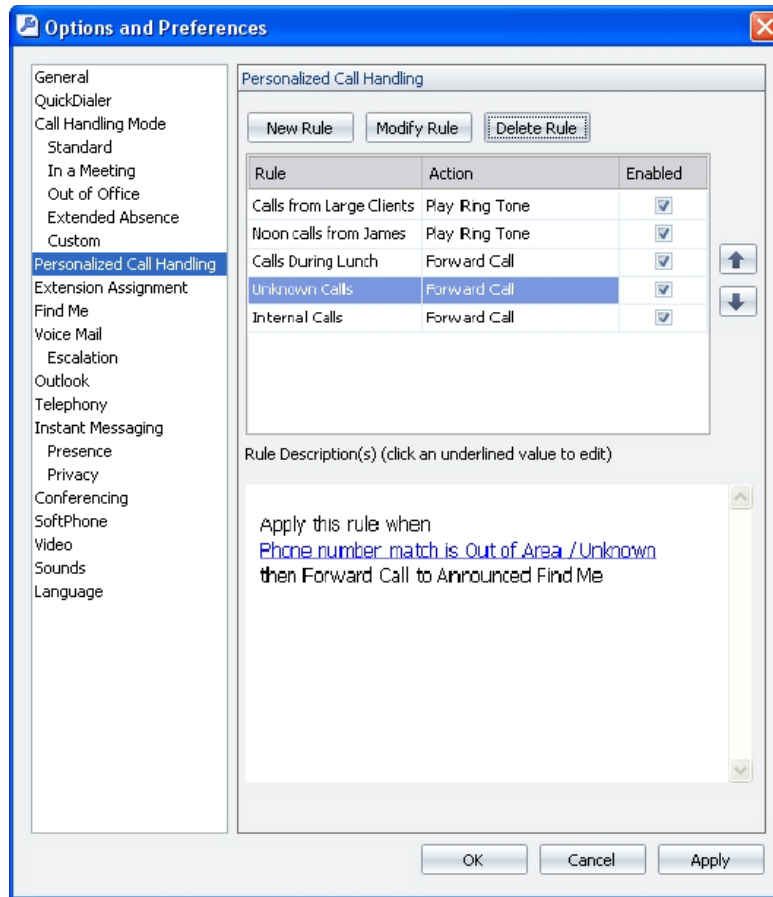 Options and Preferences
General
QuickDialer
Call Handling Mode
Standard
In a Meeting
Out of Office
Extended Absence
Custom
Personalized Call Handling
Extension Assignment
Find Me
Voice Mail
Escalation
Outlook
Telephony
Instant Messaging
Presence
Privacy
Conferencing
SoftPhone
Video
Sounds
Language
Personalized Call Handling
New Rule Modify Rule Delete Rule
Rule Action Enabled
Calls from Large Clients Play Ring Tone
Noon calls from James Play Ring Tone
Calls During Lunch Forward Call
Unknown Calls Forward Call
Internal Calls Forward Call
Rule Description(s) (click an underlined value to edit)
Apply this rule when
Phone number match is Out of Area / Unknown
then Forward Call to Announced Find Me
OK Cancel Apply